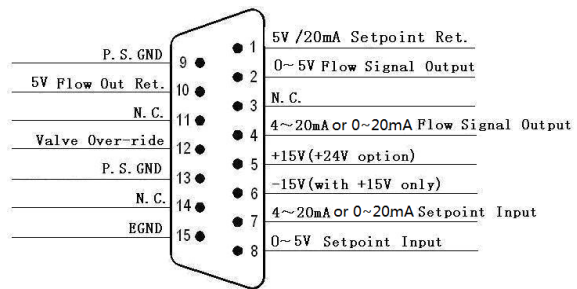 1 5V /20mA Setpoint Ret.
P.S.GND 9
2 0~5V Flow Signal Output
5V Flow Out Ret. 10
3 N.C.
N.C. 11
4 4~20mA or 0~20mA Flow Signal Output
Valve Over-ride 12
5 +15V(+24V option)
P.S.GND 13
6 -15V(with +15V only)
N.C. 14
7 4~20mA or 0~20mA Setpoint Input
EGND 15
8 0~5V Setpoint Input